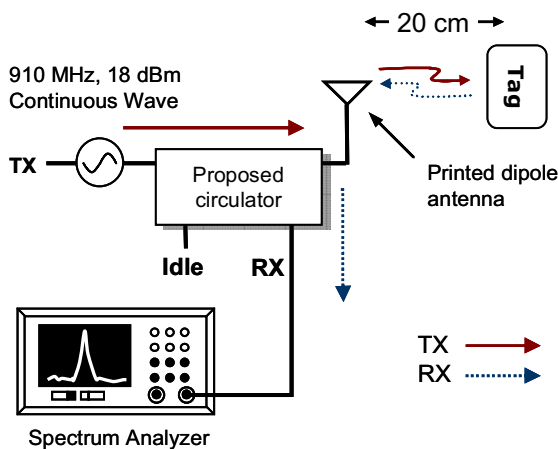 20 cm
910 MHz, 18 dBm
Continuous Wave
Tag
TX
Proposed
circulator
Printed dipole
antenna
Idle
RX
TX
RX
Spectrum Analyzer